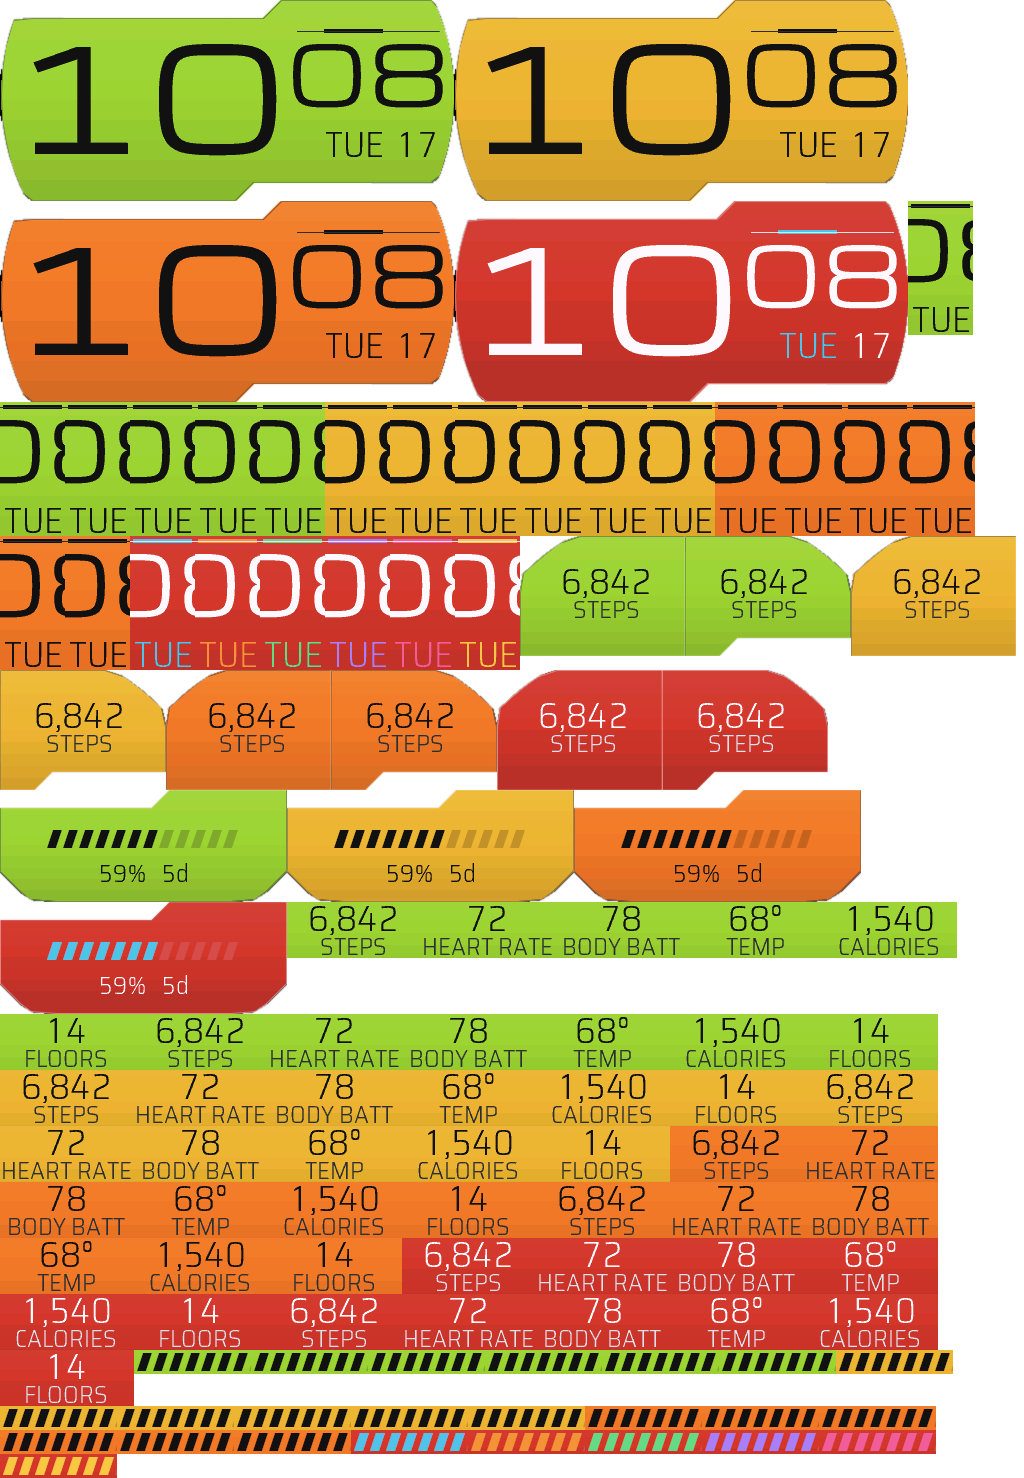 10 08 10 08
TUE 17 TUE 17
10 08 10 08
TUE 17 TUE 17 TUE
TUE TUE TUE TUE TUE TUE TUE TUE TUE TUE TUE TUE TUE TUE TUE
6,842 6,842 6,842
STEPS STEPS STEPS
TUE TUE TUE TUE TUE TUE TUE TUE
6,842 6,842 6,842 6,842 6,842
STEPS STEPS STEPS STEPS STEPS
59% 5d 59% 5d 59% 5d
6,842 72 78 68° 1,540
STEPS HEART RATE BODY BATT TEMP CALORIES
59% 5d
14 6,842 72 78 68° 1,540 14
FLOORS STEPS HEART RATE BODY BATT TEMP CALORIES FLOORS
6,842 72 78 68° 1,540 14 6,842
STEPS HEART RATE BODY BATT TEMP CALORIES FLOORS STEPS
72 78 68° 1,540 14 6,842 72
HEART RATE BODY BATT TEMP CALORIES FLOORS STEPS HEART RATE
78 68° 1,540 14 6,842 72 78
BODY BATT TEMP CALORIES FLOORS STEPS HEART RATE BODY BATT
68° 1,540 14 6,842 72 78 68°
TEMP CALORIES FLOORS STEPS HEART RATE BODY BATT TEMP
1,540 14 6,842 72 78 68° 1,540
CALORIES FLOORS STEPS HEART RATE BODY BATT TEMP CALORIES
14
FLOORS